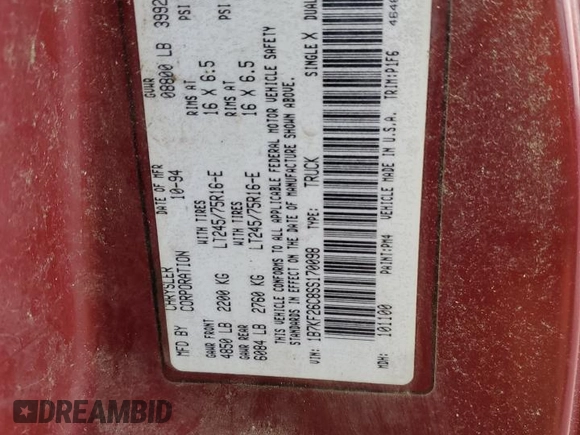 MFD BY CHRYSLER CORPORATION DATE OF MFR 10-94 GVWR 08800 LB
GAWR FRONT WITH TIRES RIMS AT PSI
4850 LB 2200 KG LT245/75R16-E 16 X 6.5
GAWR REAR WITH TIRES RIMS AT PSI
6084 LB 2760 KG LT245/75R16-E 16 X 6.5
THIS VEHICLE CONFORMS TO ALL APPLICABLE FEDERAL MOTOR VEHICLE SAFETY
STANDARDS IN EFFECT ON THE DATE OF MANUFACTURE SHOWN ABOVE.
VIN: 1B7KF26C8SS170098 TYPE: TRUCK SINGLE X DUAL
MDH: 101100 PAINT: PM4 VEHICLE MADE IN U.S.A. TRIM: P1F6
DREAMBID